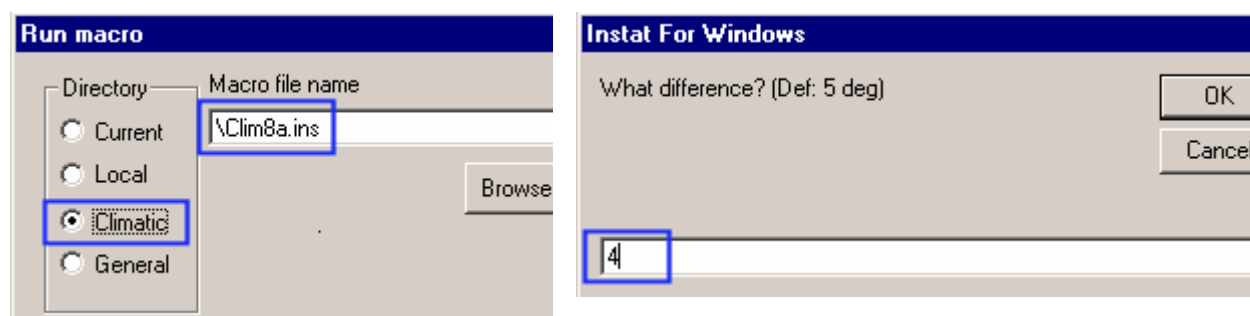 Run macro
Directory
Macro file name
Current
\Clim8a.ins
Local
Browse
Climatic
General
Instat For Windows
What difference? (Def: 5 deg)
OK
Cancel
4